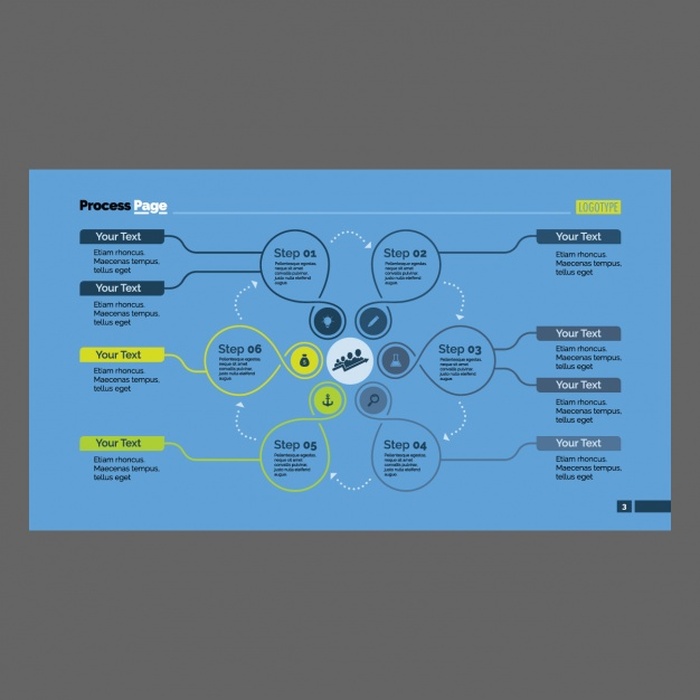 Process Page
LOGOTYPE
Your Text
Etiam rhoncus.
Maecenas tempus,
tellus eget
Your Text
Etiam rhoncus.
Maecenas tempus,
tellus eget
Your Text
Etiam rhoncus.
Maecenas tempus,
tellus eget
Your Text
Etiam rhoncus.
Maecenas tempus,
tellus eget
Step 01
Pellentesque egestas.
neque sit amet
convallis pulvinar.
justo nulla eleifend
augue.
Step 02
Pellentesque egestas.
neque sit amet
convallis pulvinar.
justo nulla eleifend
augue.
Step 06
Pellentesque egestas.
neque sit amet
convallis pulvinar.
justo nulla eleifend
augue.
Step 03
Pellentesque egestas.
neque sit amet
convallis pulvinar.
justo nulla eleifend
augue.
Step 05
Pellentesque egestas.
neque sit amet
convallis pulvinar.
justo nulla eleifend
augue.
Step 04
Pellentesque egestas.
neque sit amet
convallis pulvinar.
justo nulla eleifend
augue.
Your Text
Etiam rhoncus.
Maecenas tempus,
tellus eget
Your Text
Etiam rhoncus.
Maecenas tempus,
tellus eget
Your Text
Etiam rhoncus.
Maecenas tempus,
tellus eget
Your Text
Etiam rhoncus.
Maecenas tempus,
tellus eget
3